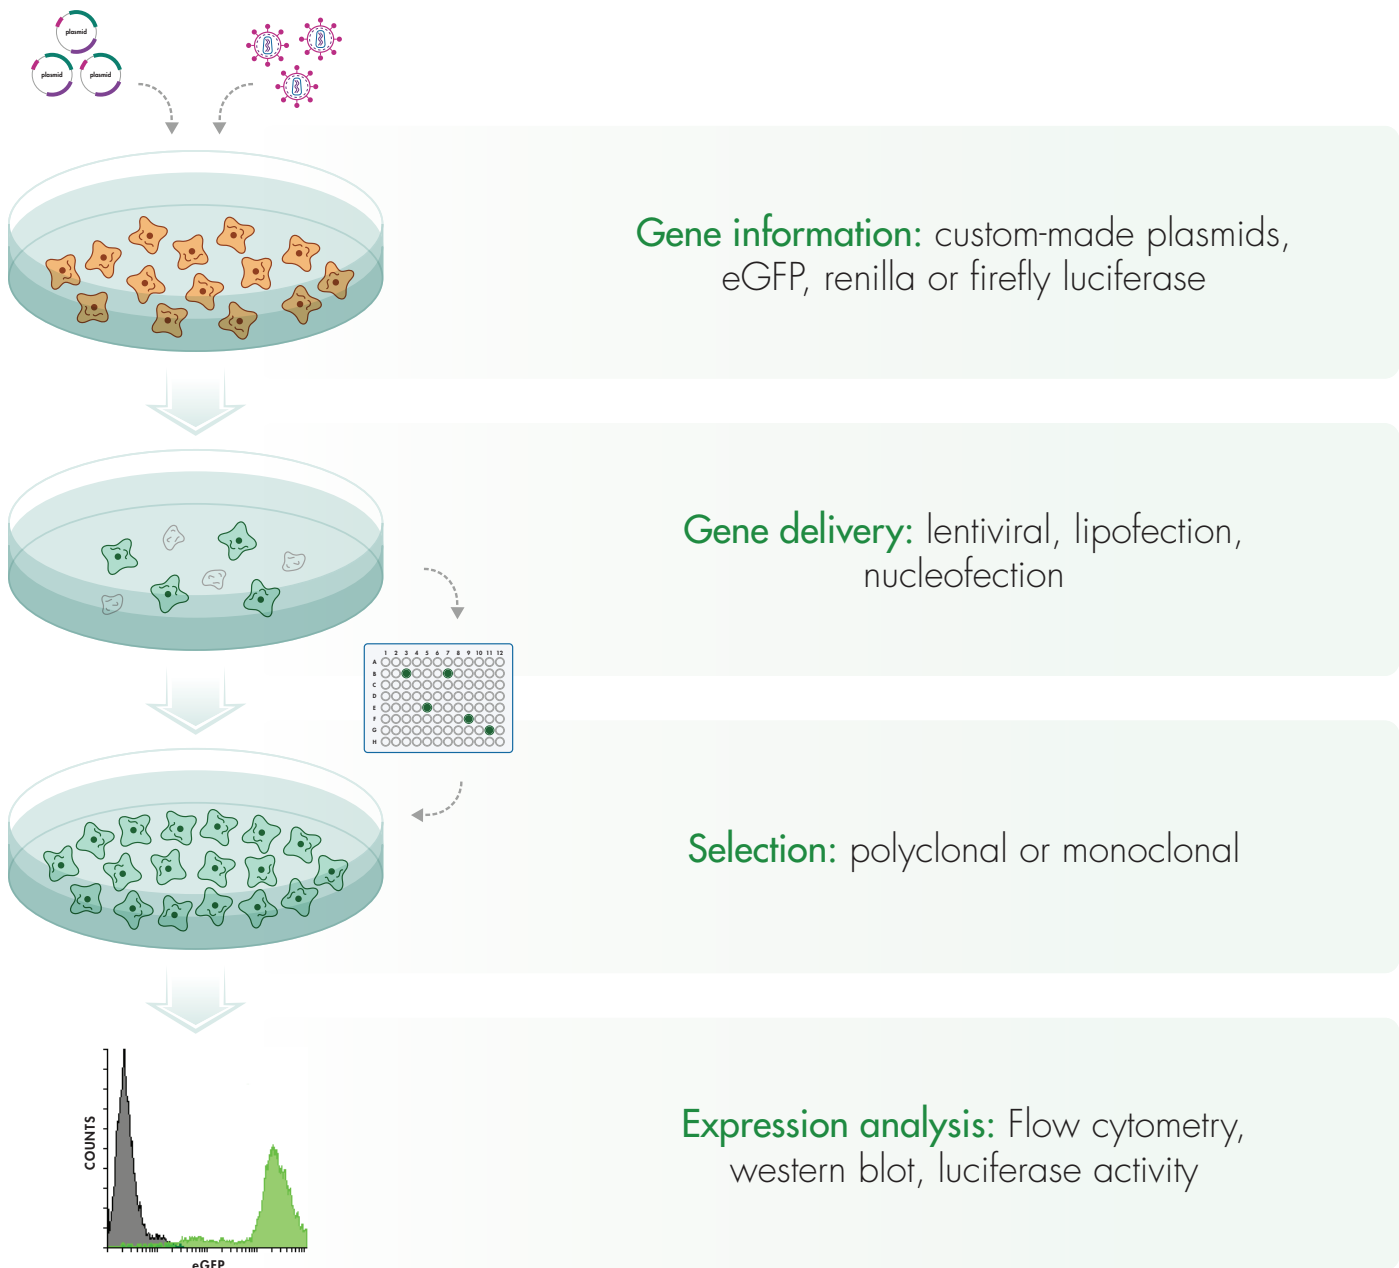 plasmid
plasmid
plasmid
Gene information: custom-made plasmids,
eGFP, renilla or firefly luciferase
Gene delivery: lentiviral, lipofection,
nucleofection
1 2 3 4 5 6 7 8 9 10 11 12
A
B
C
D
E
F
G
H
Selection: polyclonal or monoclonal
COUNTS
eGFP
Expression analysis: Flow cytometry,
western blot, luciferase activity